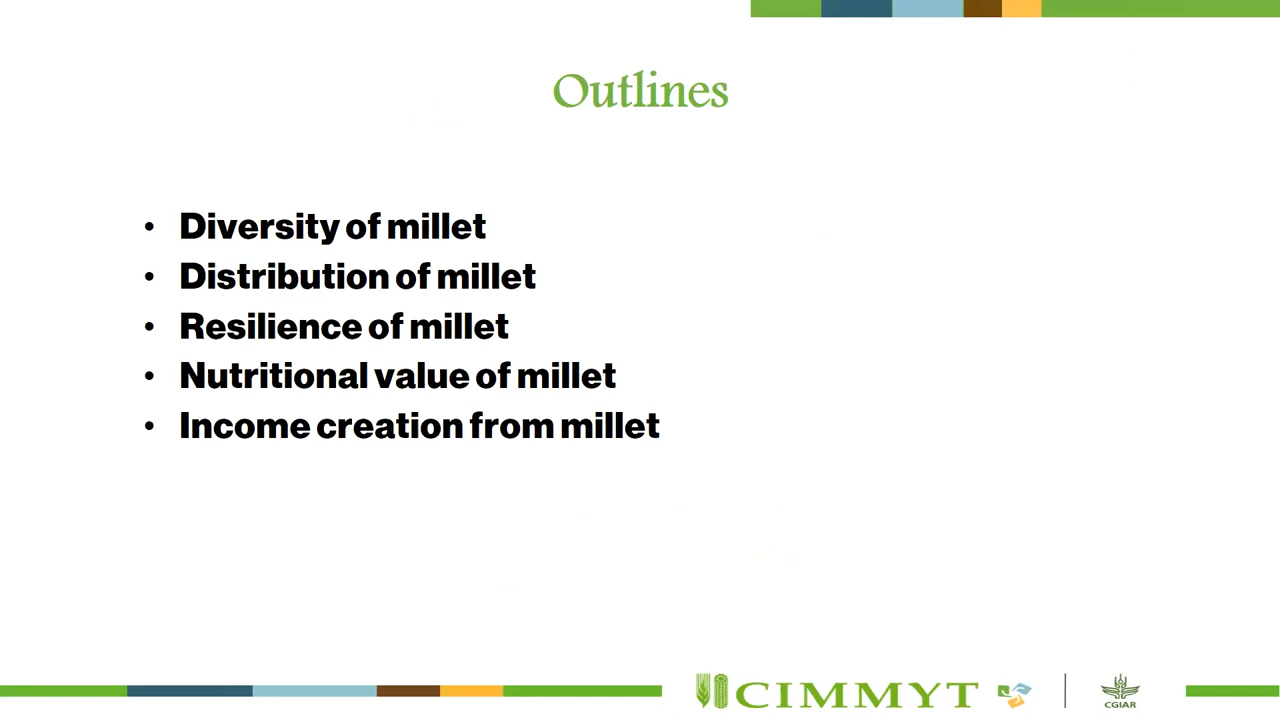 Outlines
• Diversity of millet
• Distribution of millet
• Resilience of millet
• Nutritional value of millet
• Income creation from millet
CIMMYT
CGIAR